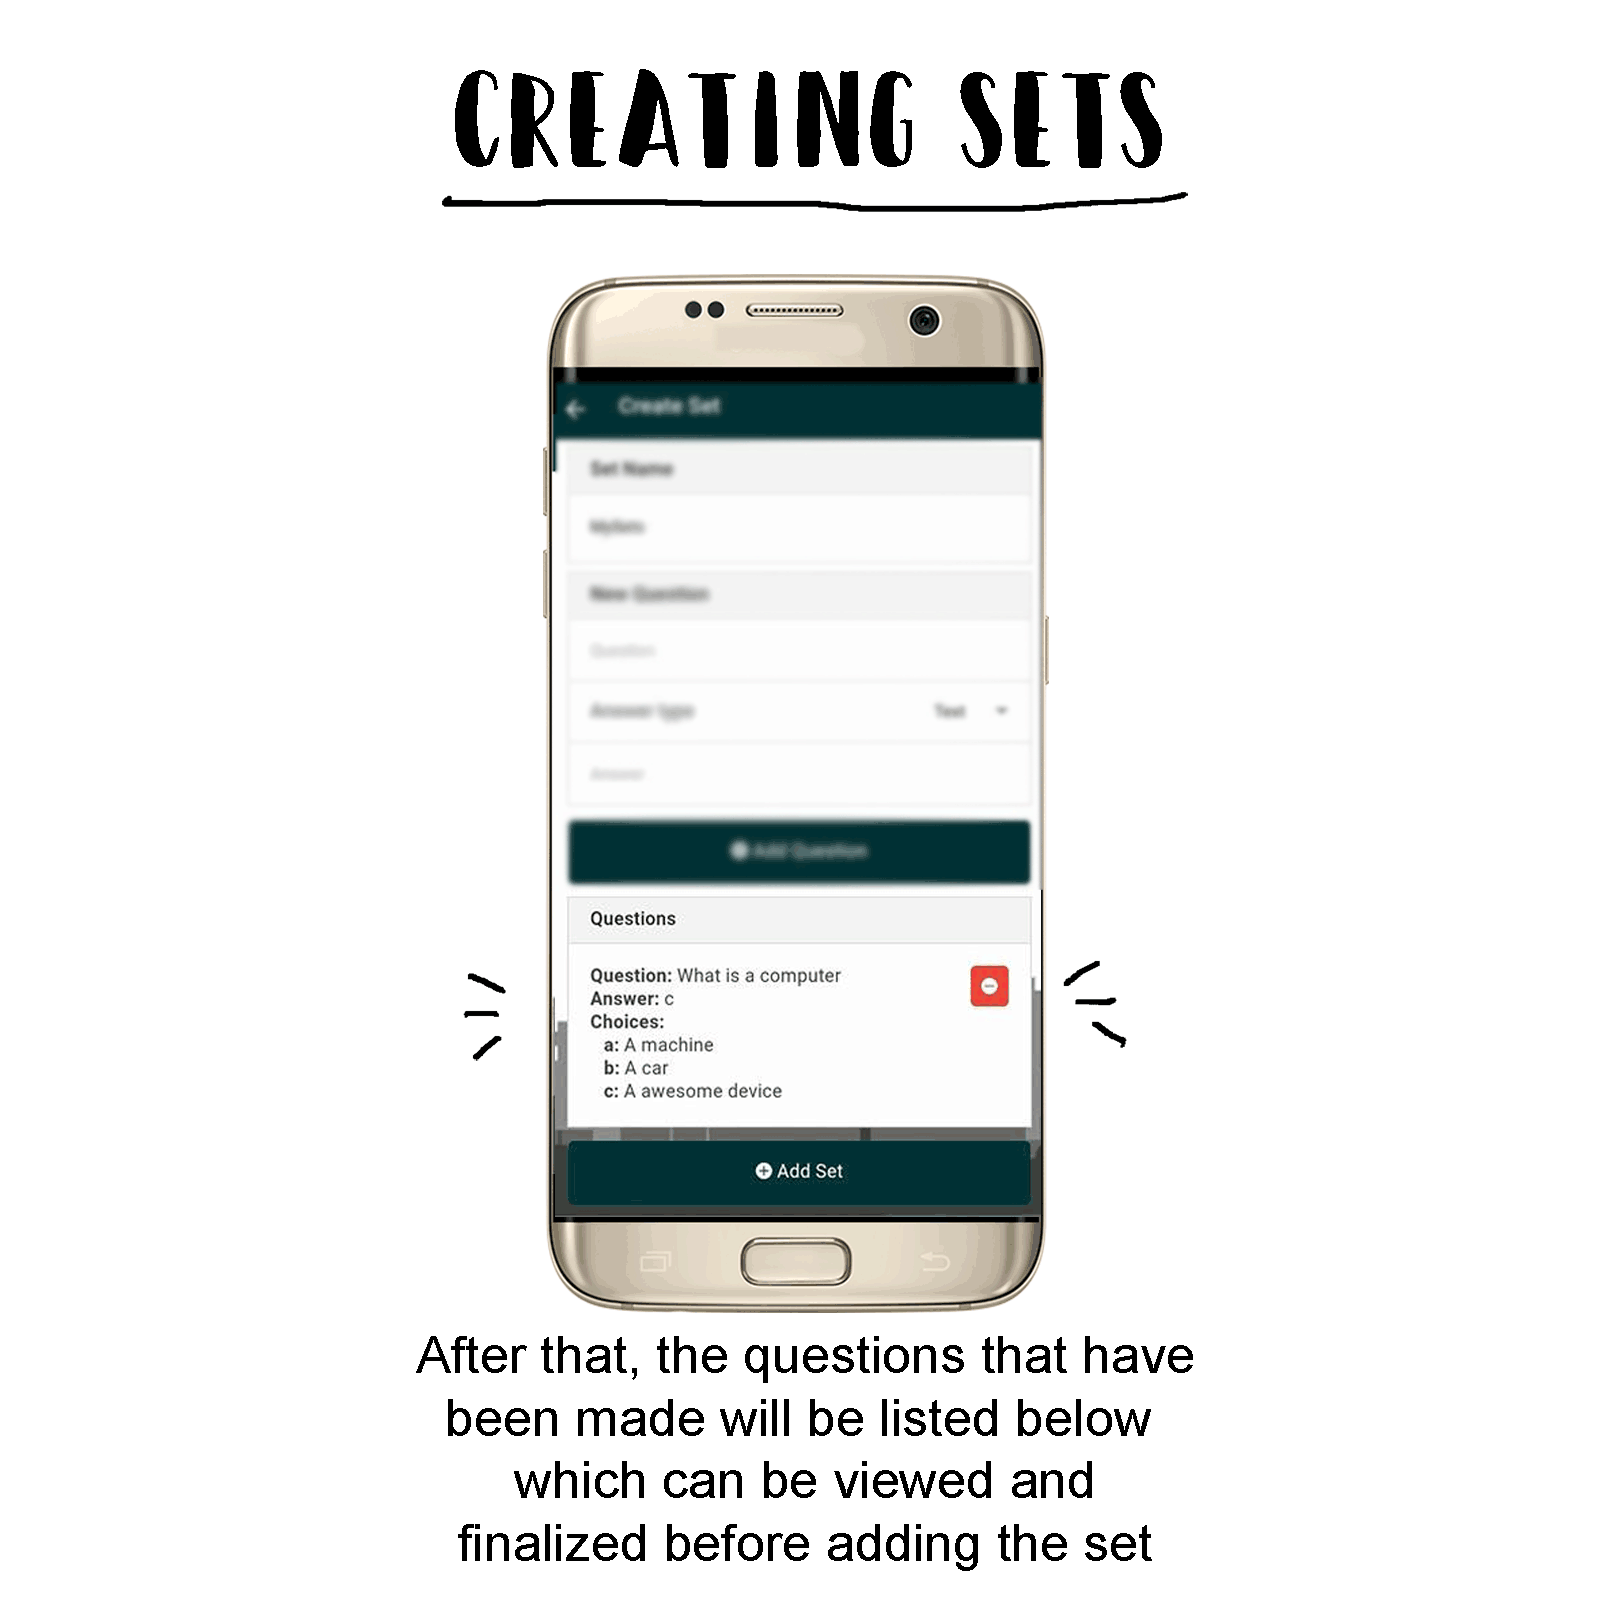 CREATING SETS
Create Set
Set Name
MySets
New Question
Question
Answer type Text
Answer
Add Question
Questions
Question: What is a computer
Answer: c
Choices:
a: A machine
b: A car
c: A awesome device
Add Set
After that, the questions that have
been made will be listed below
which can be viewed and
finalized before adding the set